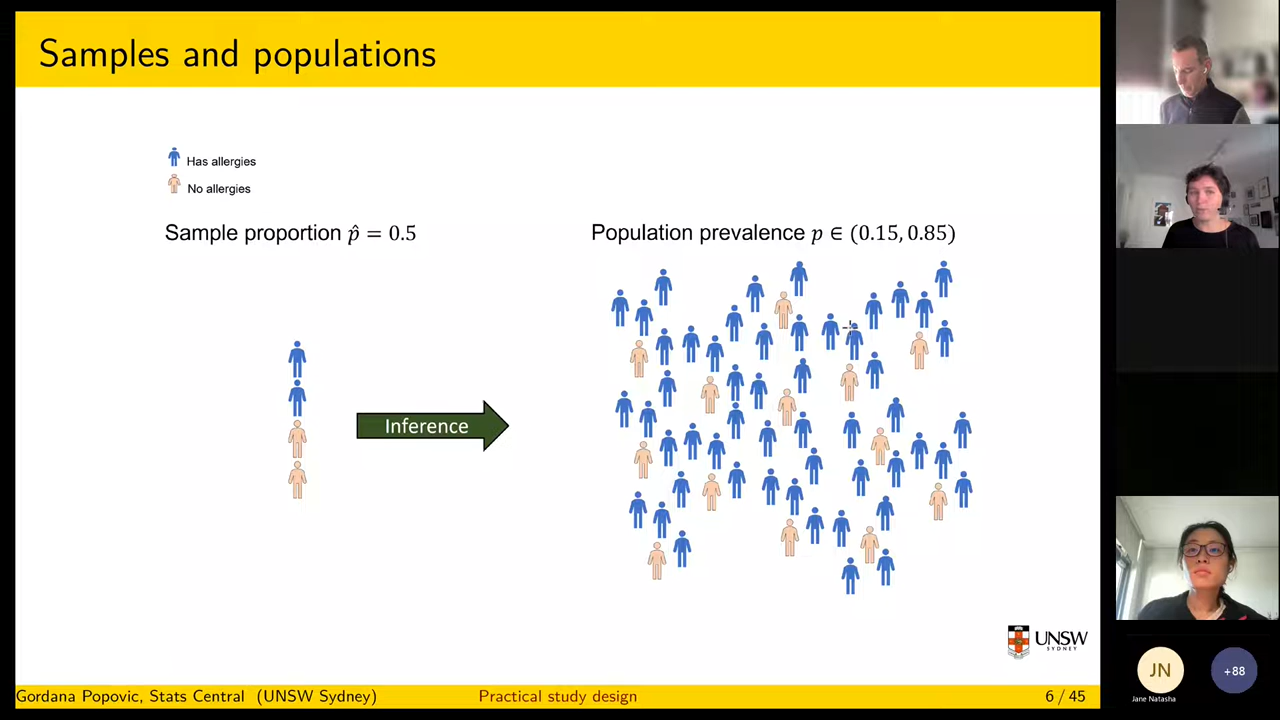 Samples and populations
Has allergies
No allergies
Sample proportion p̂ = 0.5
Population prevalence p ∈ (0.15, 0.85)
Inference
UNSW
SYDNEY
Gordana Popovic, Stats Central (UNSW Sydney)
Practical study design
6 / 45
JN
Jane Natasha
+88